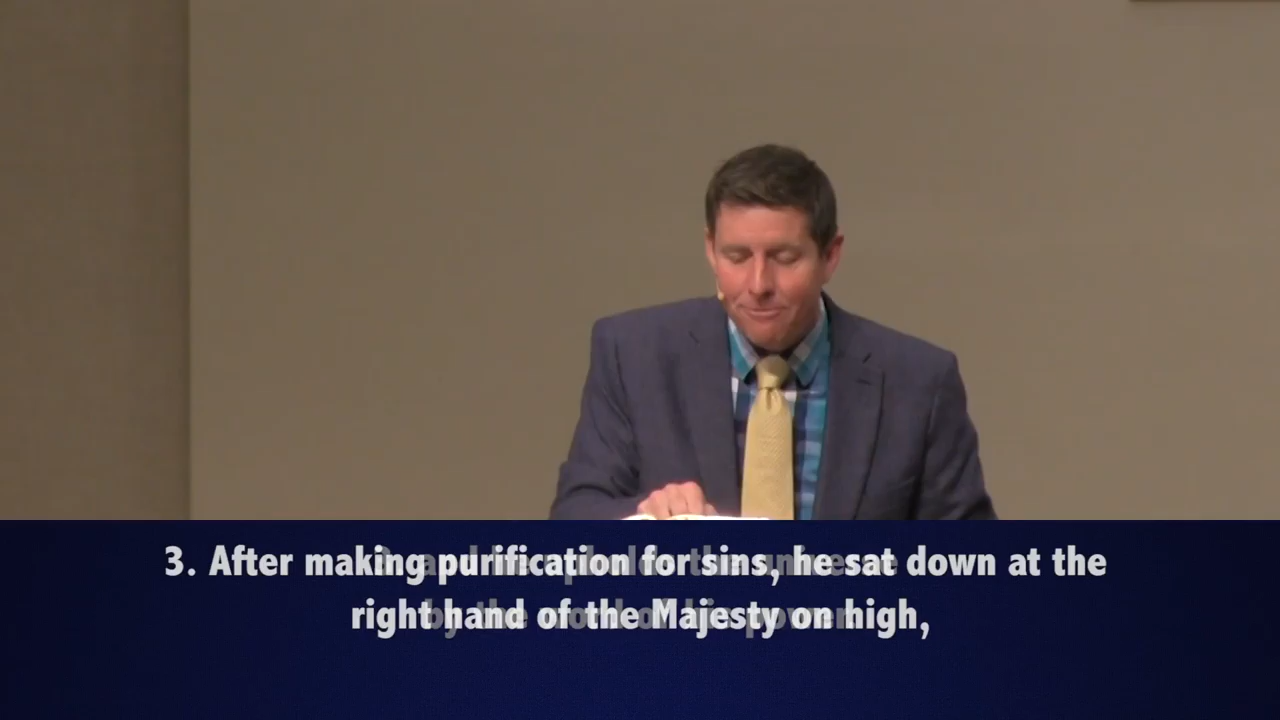 3. After making purification for sins, he sat down at the
right hand of the Majesty on high,